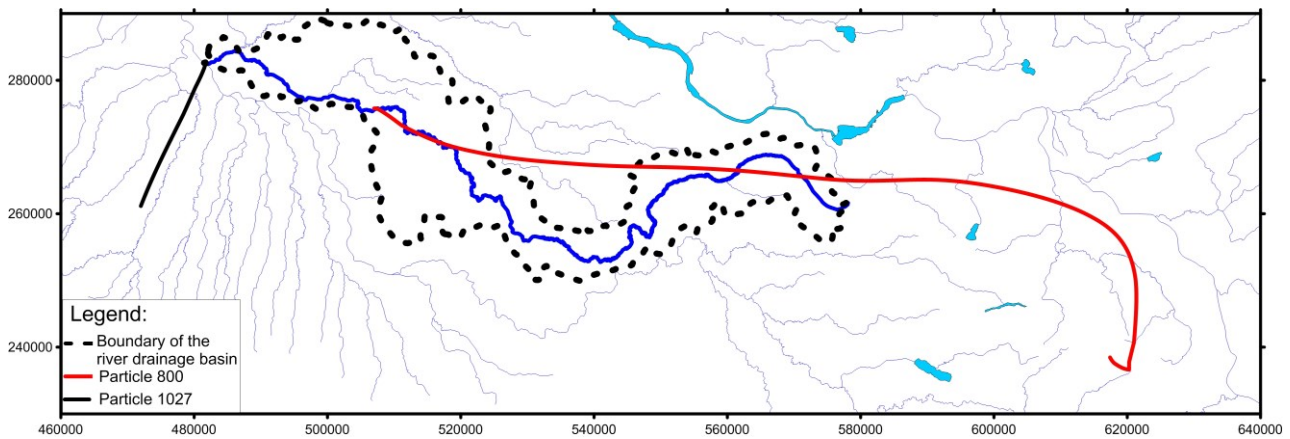 280000
260000
240000
Legend:
Boundary of the
river drainage basin
Particle 800
Particle 1027
460000 480000 500000 520000 540000 560000 580000 600000 620000 640000